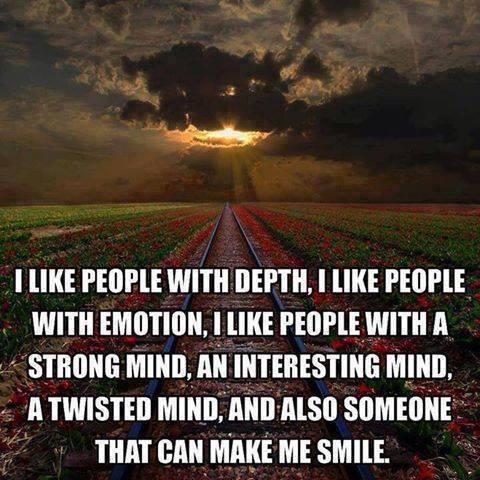 I LIKE PEOPLE WITH DEPTH, I LIKE PEOPLE
WITH EMOTION, I LIKE PEOPLE WITH A
STRONG MIND, AN INTERESTING MIND,
A TWISTED MIND, AND ALSO SOMEONE
THAT CAN MAKE ME SMILE.